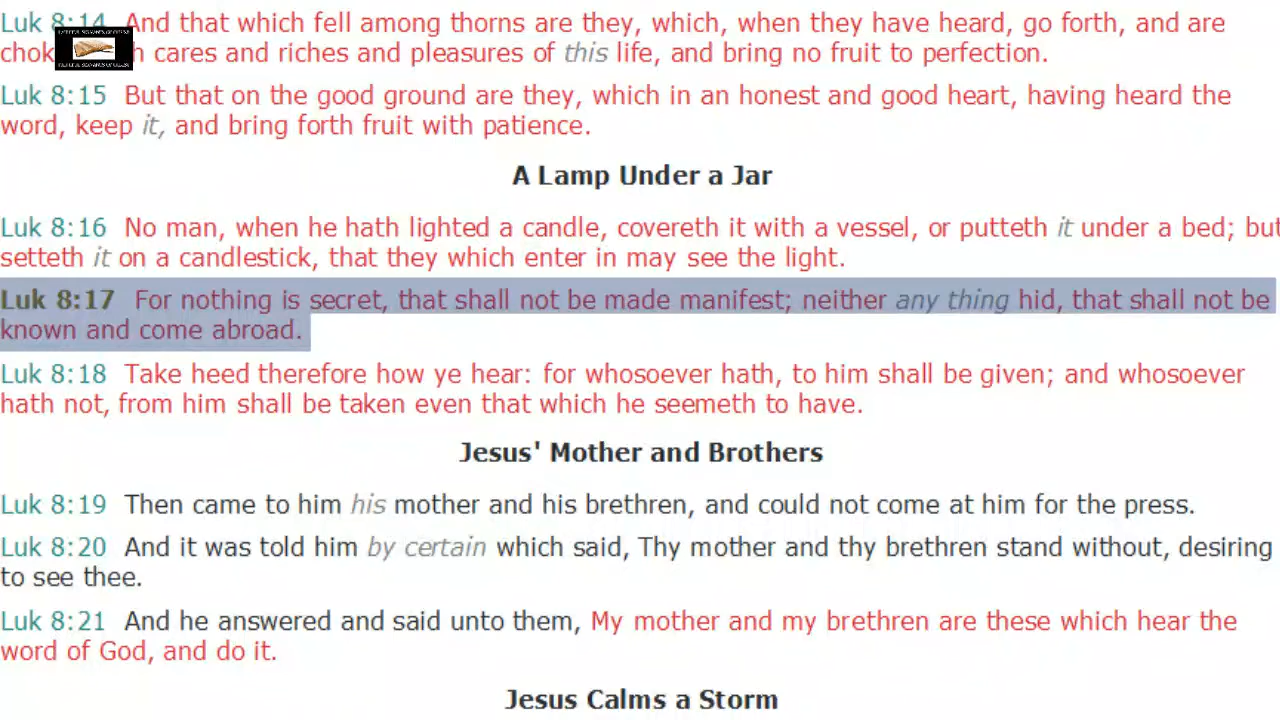 Luk 8:14 And that which fell among thorns are they, which, when they have heard, go forth, and are
cares and riches and pleasures of this life, and bring no fruit to perfection.
Luk 8:15 But that on the good ground are they, which in an honest and good heart, having heard the
word, keep it, and bring forth fruit with patience.
A Lamp Under a Jar
Luk 8:16 No man, when he hath lighted a candle, covereth it with a vessel, or putteth it under a bed; but
setteth it on a candlestick, that they which enter in may see the light.
Luk 8:17 For nothing is secret, that shall not be made manifest; neither any thing hid, that shall not be
known and come abroad.
Luk 8:18 Take heed therefore how ye hear: for whosoever hath, to him shall be given; and whosoever
hath not, from him shall be taken even that which he seemeth to have.
Jesus' Mother and Brothers
Luk 8:19 Then came to him his mother and his brethren, and could not come at him for the press.
Luk 8:20 And it was told him by certain which said, Thy mother and thy brethren stand without, desiring
to see thee.
Luk 8:21 And he answered and said unto them, My mother and my brethren are these which hear the
word of God, and do it.
Jesus Calms a Storm